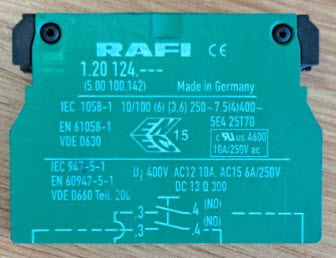 RAFI CE
1.20 124.---
(5.00 100.142) Made in Germany
IEC 1058-1 10/100 (6) (3.6) 250~7.5(4)400~
EN 61058-1 15 5E4 2ST70
VDE 0630 c US A600
10A/250V ac
IEC 947-5-1 Ui 400V AC12 10A, AC15 6A/250V
EN 60947-5-1 DC 13 Q 300
VDE 0660 Teil. 200
.3 .4 (NO)
.3 .4 (NO)